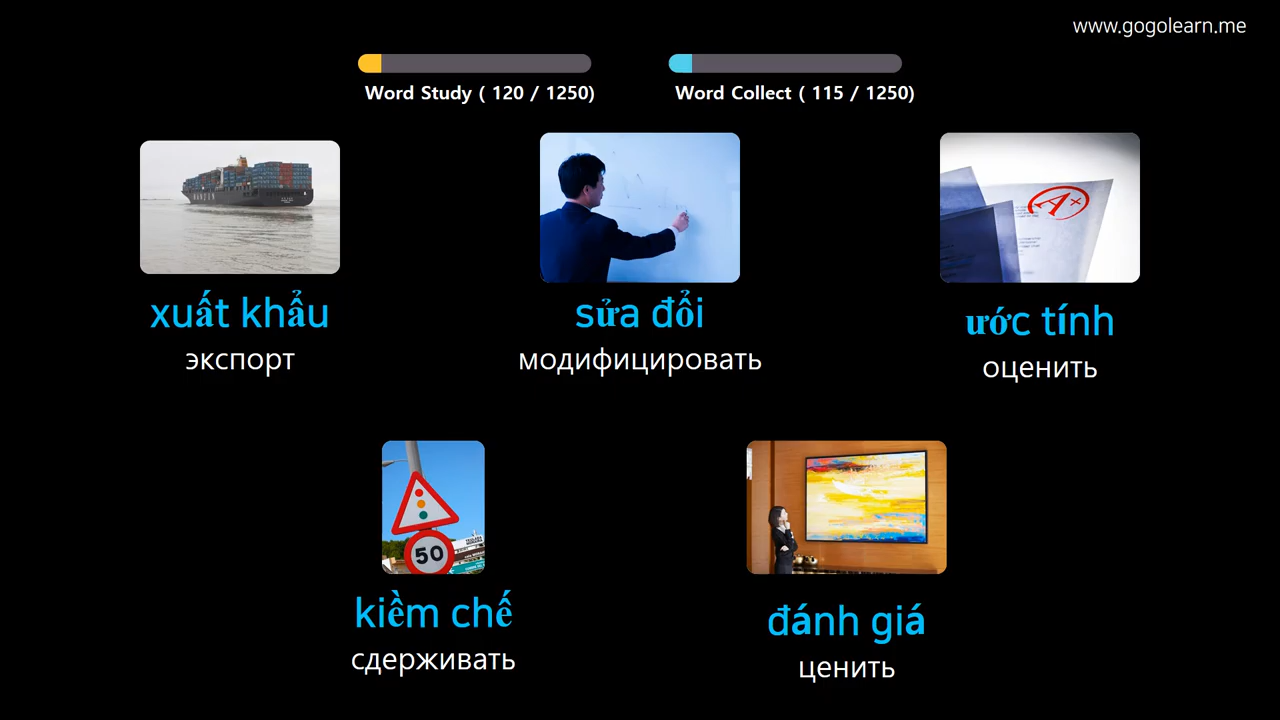 www.gogolearn.me
Word Study ( 120 / 1250)
Word Collect ( 115 / 1250)
A+
xuất khẩu
экспорт
sửa đổi
модифицировать
ước tính
оценить
50
kiềm chế
сдерживать
đánh giá
ценить